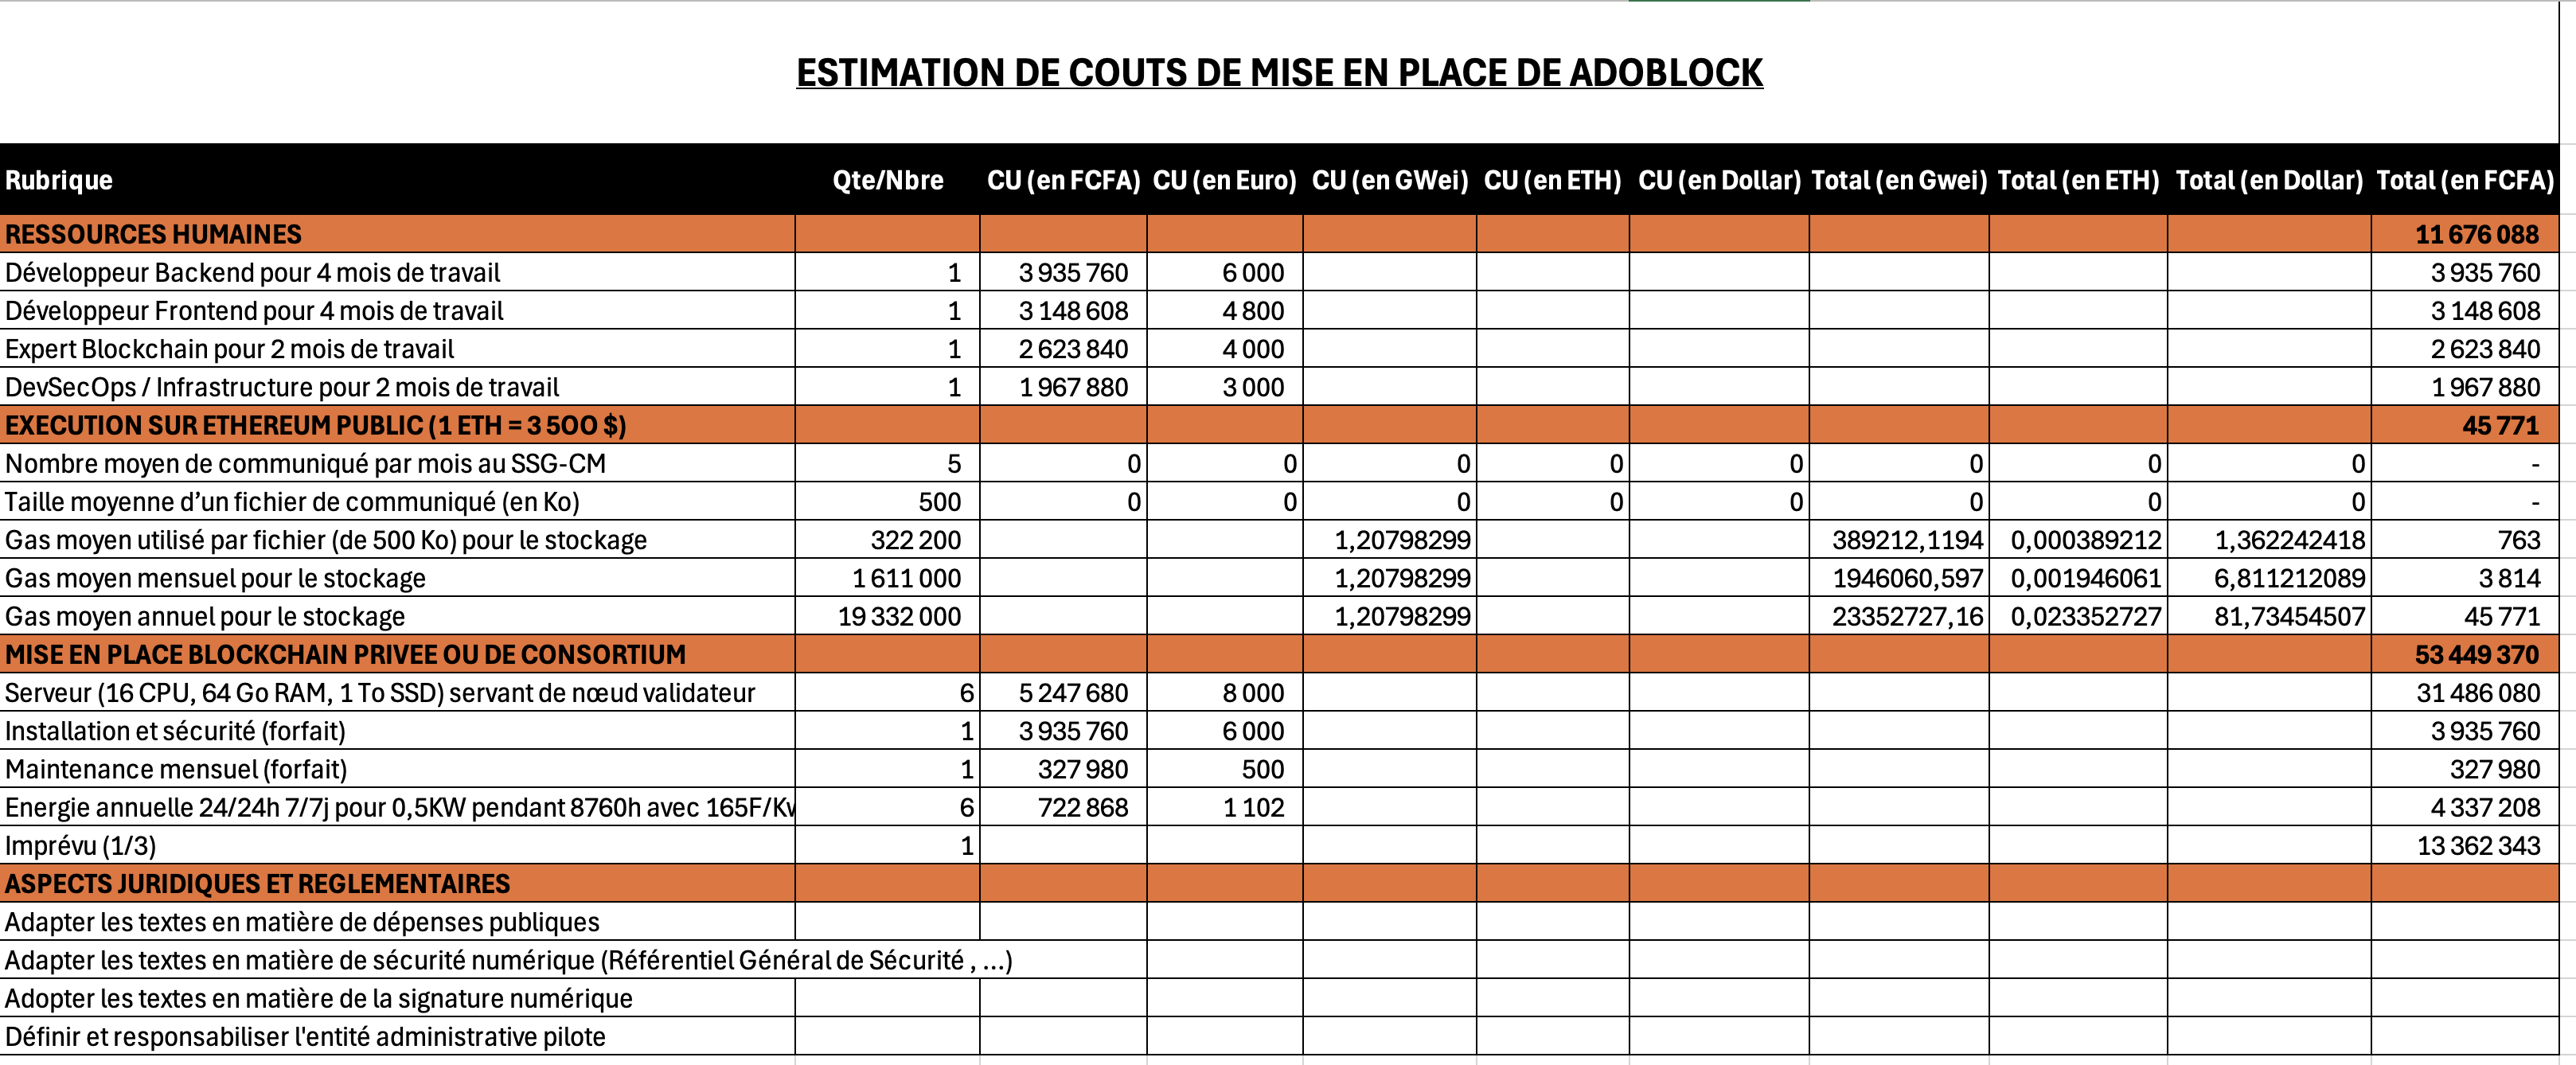 ESTIMATION DE COUTS DE MISE EN PLACE DE ADOBLOCK
Rubrique Qte/Nbre CU (en FCFA) CU (en Euro) CU (en GWei) CU (en ETH) CU (en Dollar) Total (en Gwei) Total (en ETH) Total (en Dollar) Total (en FCFA)
RESSOURCES HUMAINES 11 676 088
Développeur Backend pour 4 mois de travail 1 3 935 760 6 000 3 935 760
Développeur Frontend pour 4 mois de travail 1 3 148 608 4 800 3 148 608
Expert Blockchain pour 2 mois de travail 1 2 623 840 4 000 2 623 840
DevSecOps / Infrastructure pour 2 mois de travail 1 1 967 880 3 000 1 967 880
EXECUTION SUR ETHEREUM PUBLIC (1 ETH = 3 5OO $) 45 771
Nombre moyen de communiqué par mois au SSG-CM 5 0 0 0 0 0 0 0 0 -
Taille moyenne d’un fichier de communiqué (en Ko) 500 0 0 0 0 0 0 0 0 -
Gas moyen utilisé par fichier (de 500 Ko) pour le stockage 322 200 1,20798299 389212,1194 0,000389212 1,362242418 763
Gas moyen mensuel pour le stockage 1 611 000 1,20798299 1946060,597 0,001946061 6,811212089 3 814
Gas moyen annuel pour le stockage 19 332 000 1,20798299 23352727,16 0,023352727 81,73454507 45 771
MISE EN PLACE BLOCKCHAIN PRIVEE OU DE CONSORTIUM 53 449 370
Serveur (16 CPU, 64 Go RAM, 1 To SSD) servant de nœud validateur 6 5 247 680 8 000 31 486 080
Installation et sécurité (forfait) 1 3 935 760 6 000 3 935 760
Maintenance mensuel (forfait) 1 327 980 500 327 980
Energie annuelle 24/24h 7/7j pour 0,5KW pendant 8760h avec 165F/Kw 6 722 868 1 102 4 337 208
Imprévu (1/3) 1 13 362 343
ASPECTS JURIDIQUES ET REGLEMENTAIRES
Adapter les textes en matière de dépenses publiques
Adapter les textes en matière de sécurité numérique (Référentiel Général de Sécurité , ...)
Adopter les textes en matière de la signature numérique
Définir et responsabiliser l'entité administrative pilote